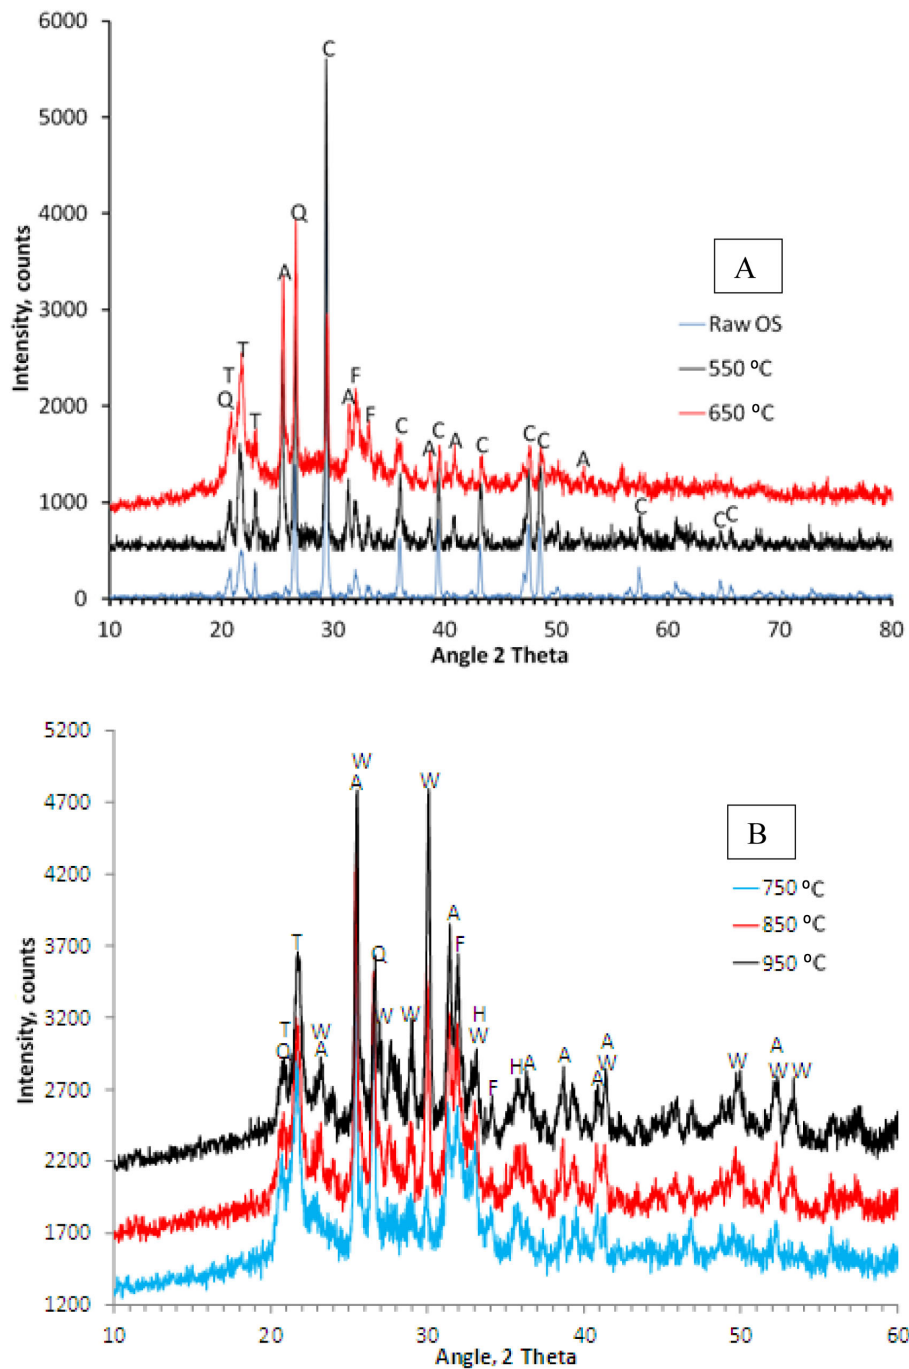 6000
5000
4000
3000
2000
1000
0
Intensity, counts
C
Q
A
T
T
Q
T
A
F
F
C
A
C
A
C
C
C
A
C
C
C
A
Raw OS
550 ºC
650 ºC
10 20 30 40 50 60 70 80
Angle 2 Theta
5200
4700
4200
3700
3200
2700
2200
1700
1200
Intensity, counts
W
A
W
T
Q
A
F
T
Q
W
A
W
W
H
W
F
H
A
A
A
A
W
W
A
W
W
B
750 ºC
850 ºC
950 ºC
10 20 30 40 50 60
Angle, 2 Theta